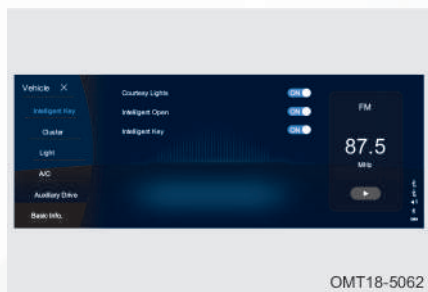 Vehicle X
Intelligent Key
Cluster
Light
A/C
Auxiliary Drive
Basic Info.
Courtesy Lights ON
Intelligent Open ON
Intelligent Key ON
FM
87.5
MHz
OMT18-5062